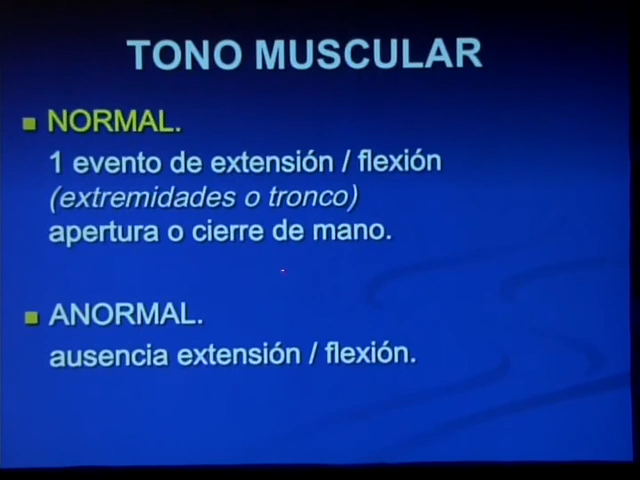 TONO MUSCULAR
NORMAL.
1 evento de extensión / flexión
(extremidades o tronco)
apertura o cierre de mano.
ANORMAL.
ausencia extensión / flexión.